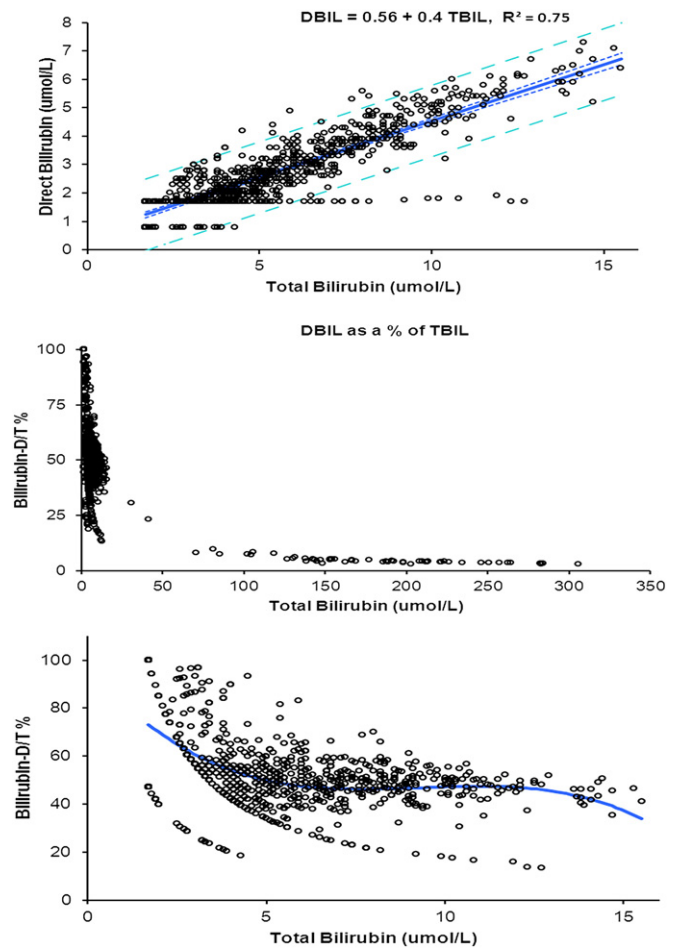 DBIL = 0.56 + 0.4 TBIL, R² = 0.75
Direct Bilirubin (umol/L)
8
7
6
5
4
3
2
1
0
0 5 10 15
Total Bilirubin (umol/L)
DBIL as a % of TBIL
Bilirubin-D/T %
100
75
50
25
0
0 50 100 150 200 250 300 350
Total Bilirubin (umol/L)
Bilirubin-D/T %
100
80
60
40
20
0
0 5 10 15
Total Bilirubin (umol/L)